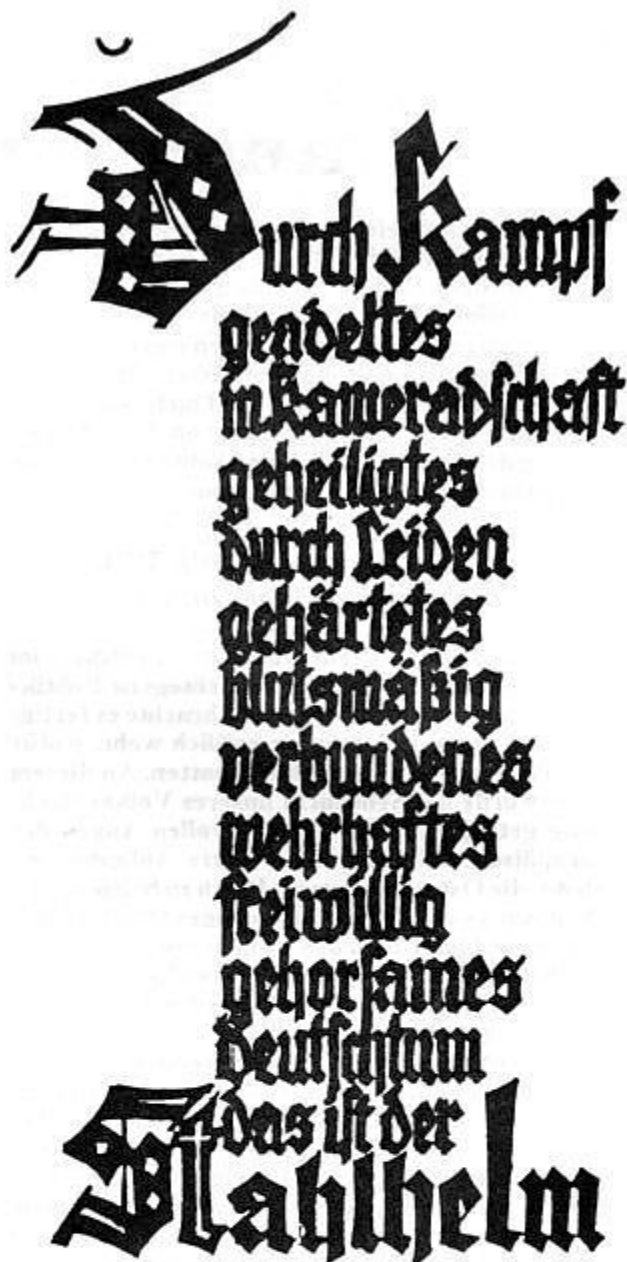 Durch Kampf
geadeltes
in Kameradschaft
geheiligtes
durch Leiden
gehärtetes
blutsmäßig
verbundenes
wehrhaftes
freiwillig
gehorsames
Deutschtum
das ist der
Stahlhelm